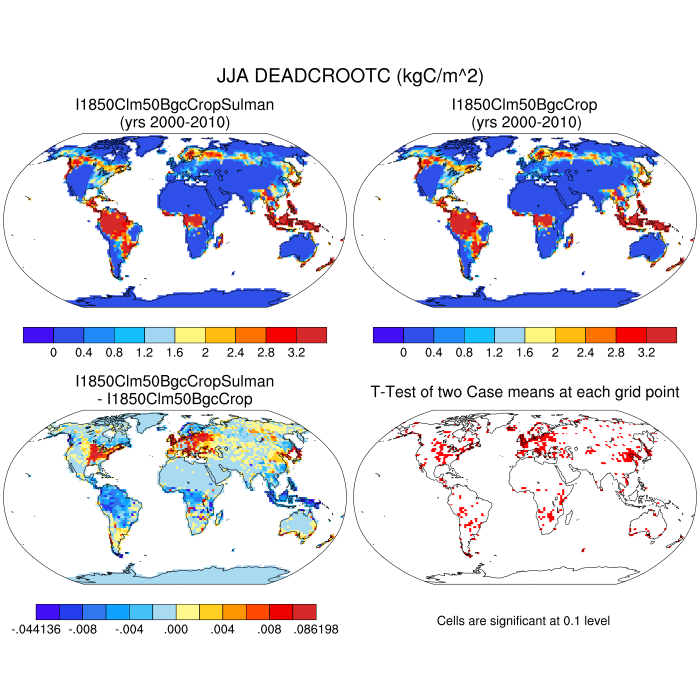 JJA DEADCROOTC (kgC/m^2)
I1850Clm50BgcCropSulman
(yrs 2000-2010)
I1850Clm50BgcCrop
(yrs 2000-2010)
0 0.4 0.8 1.2 1.6 2 2.4 2.8 3.2
0 0.4 0.8 1.2 1.6 2 2.4 2.8 3.2
I1850Clm50BgcCropSulman
- I1850Clm50BgcCrop
T-Test of two Case means at each grid point
-.044136 -.008 -.004 .000 .004 .008 .086198
Cells are significant at 0.1 level